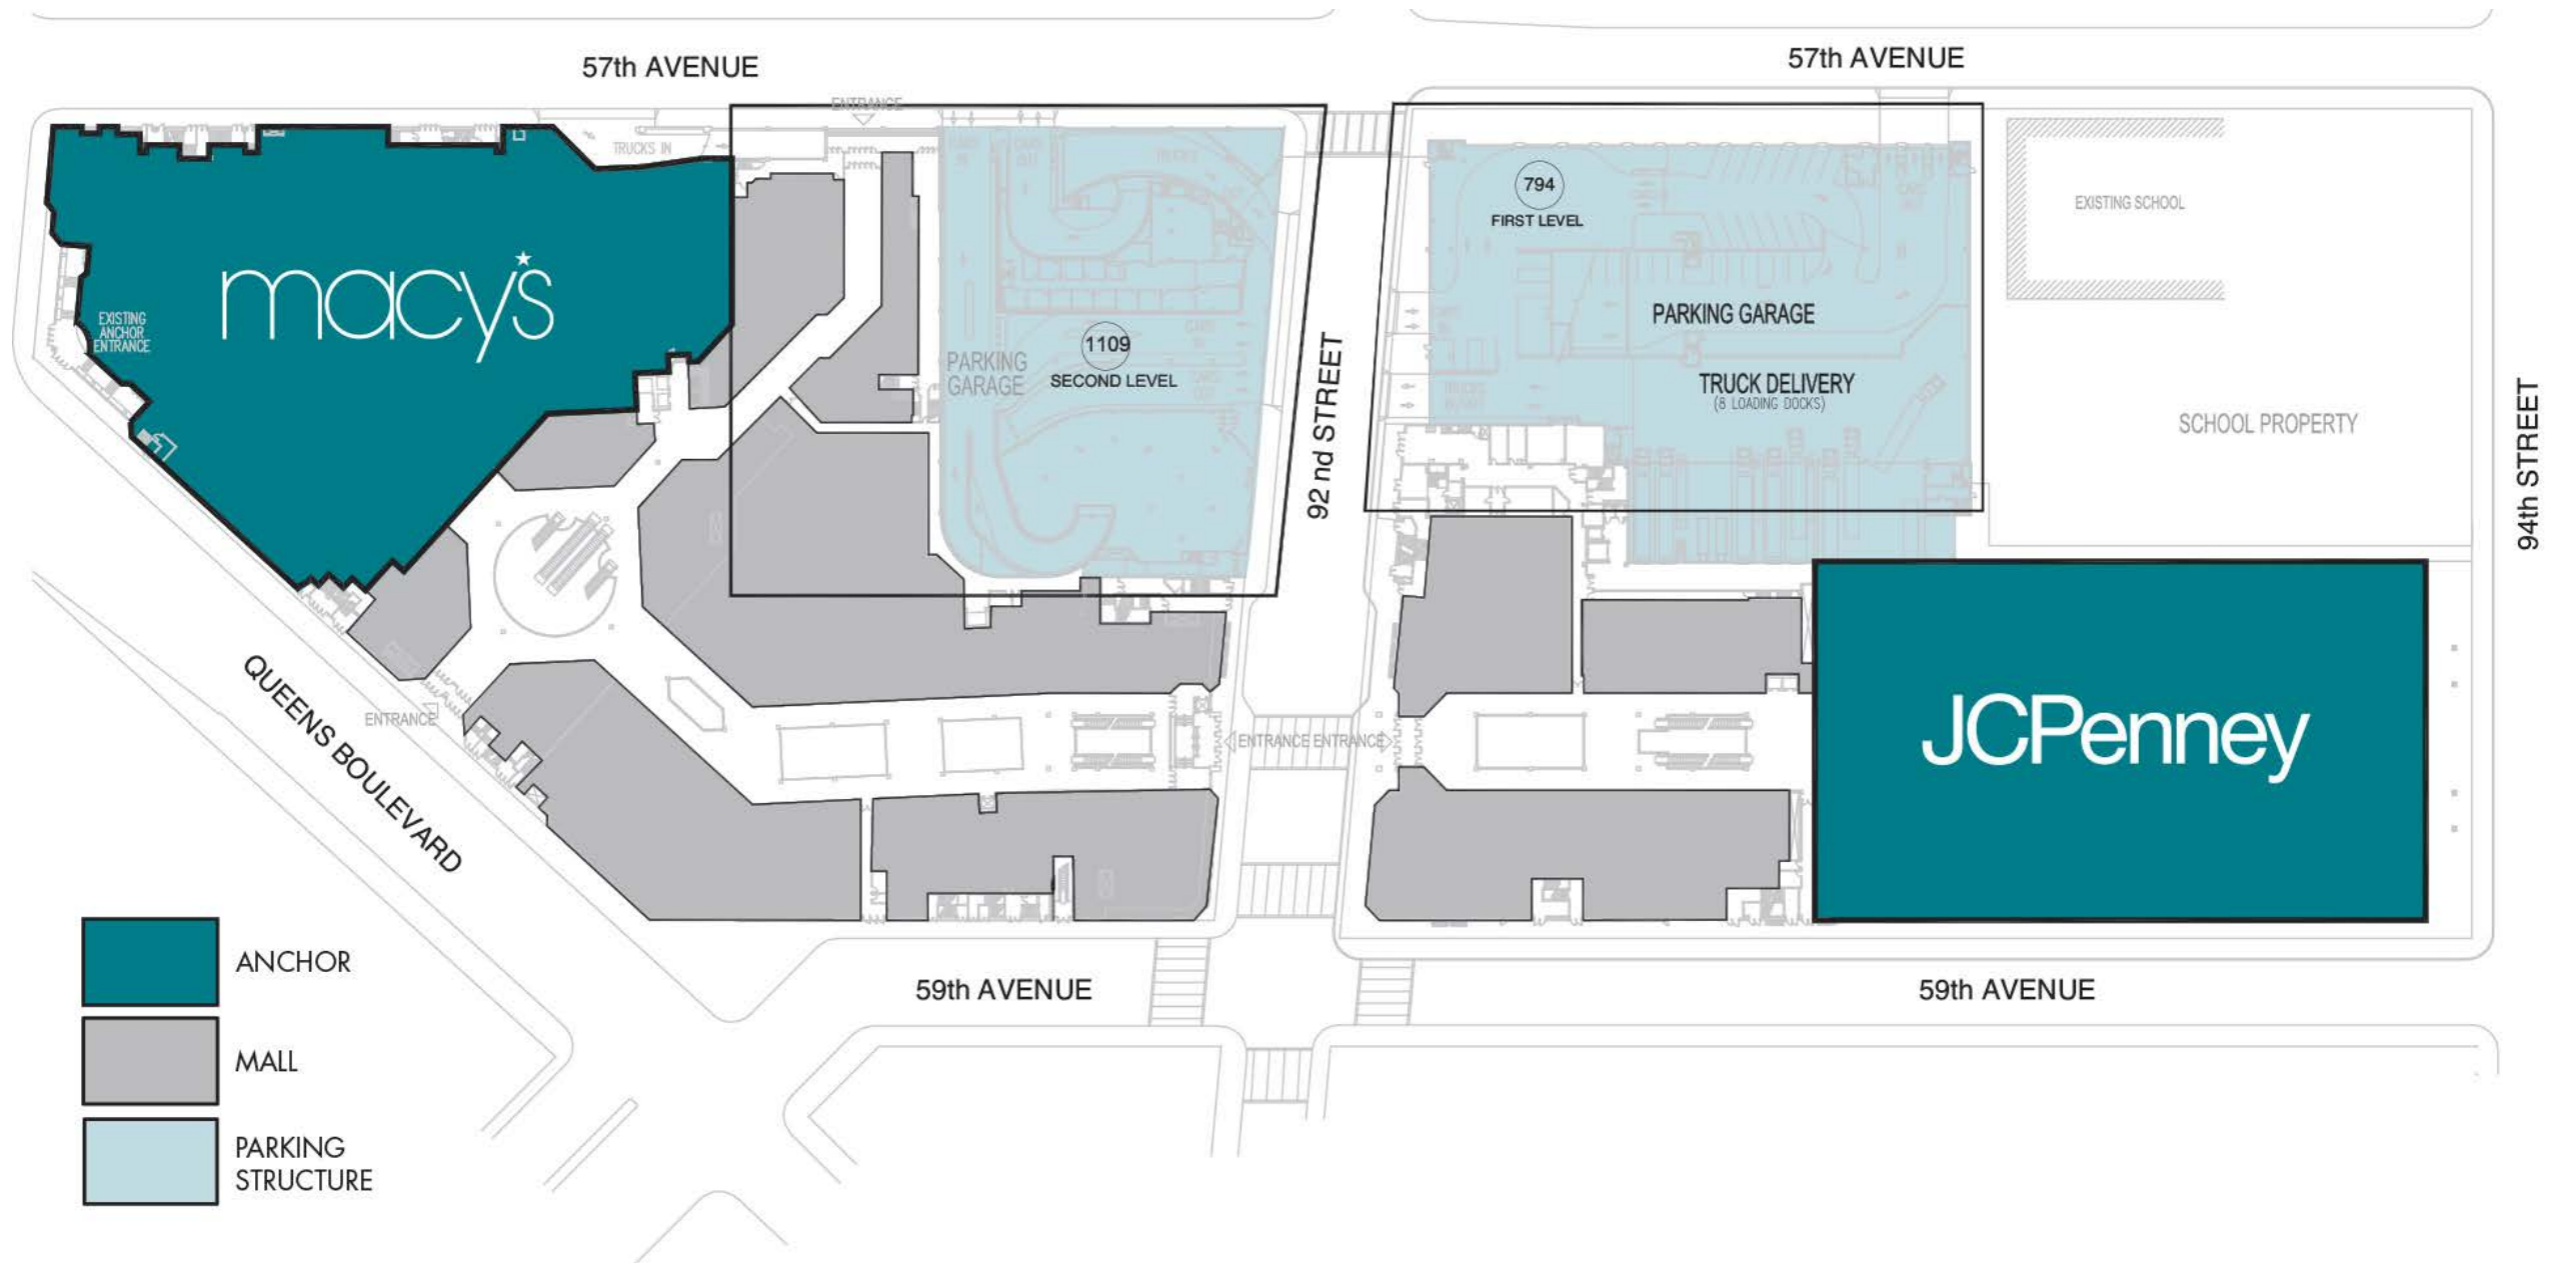 57th AVENUE
57th AVENUE
ENTRANCE
TRUCKS IN
macy's
EXISTING
ANCHOR
ENTRANCE
PARKING
GARAGE
1109
SECOND LEVEL
92 nd STREET
794
FIRST LEVEL
PARKING GARAGE
TRUCK DELIVERY
(8 LOADING DOCKS)
EXISTING SCHOOL
SCHOOL PROPERTY
94th STREET
QUEENS BOULEVARD
ENTRANCE
ENTRANCE ENTRANCE
JCPenney
59th AVENUE
59th AVENUE
ANCHOR
MALL
PARKING
STRUCTURE